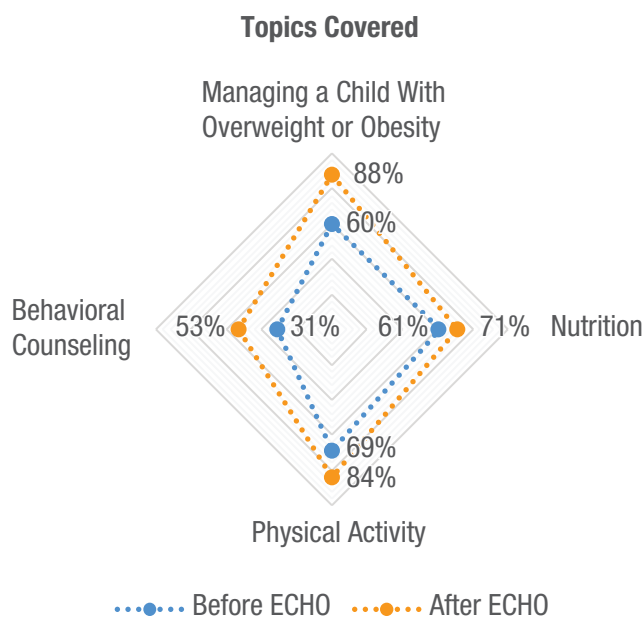 Topics Covered
Managing a Child With
Overweight or Obesity
88%
60%
Behavioral
Counseling
53%
31%
61%
71%
Nutrition
69%
84%
Physical Activity
Before ECHO
After ECHO